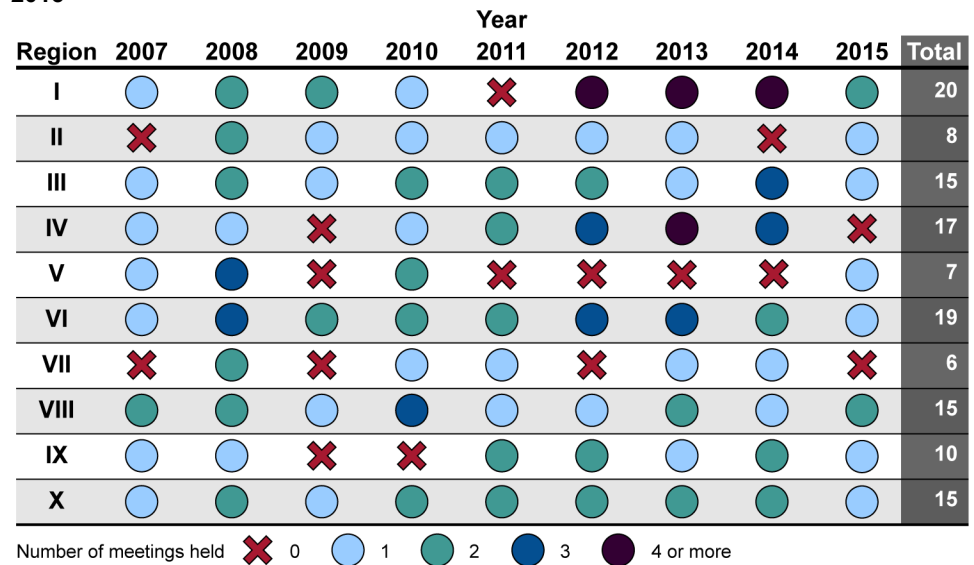 Year
Region 2007 2008 2009 2010 2011 2012 2013 2014 2015 Total
I 20
II 8
III 15
IV 17
V 7
VI 19
VII 6
VIII 15
IX 10
X 15
Number of meetings held 0 1 2 3 4 or more